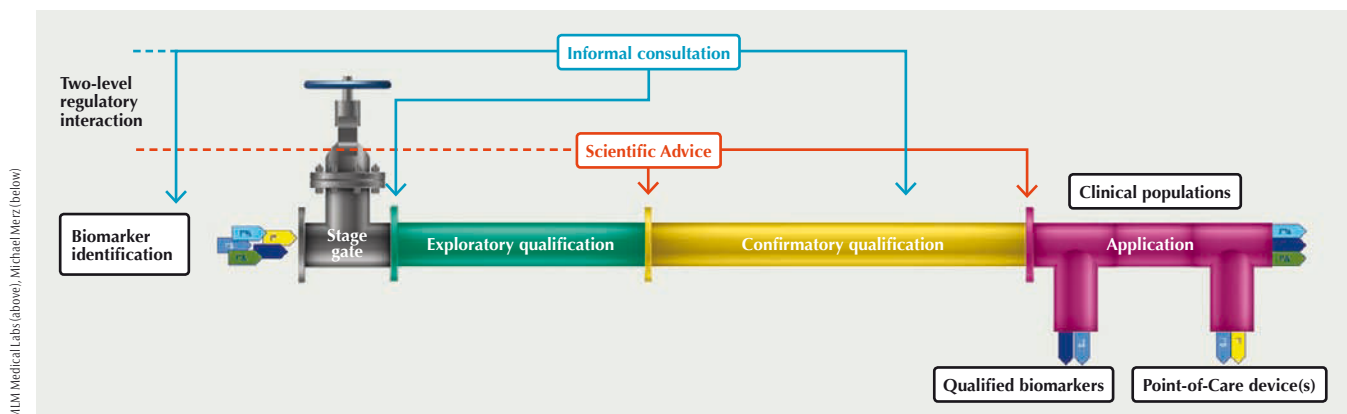 Informal consultation
Two-level
regulatory
interaction
Scientific Advice
Clinical populations
Biomarker
identification
Stage
gate
Exploratory qualification
Confirmatory qualification
Application
Qualified biomarkers
Point-of-Care device(s)
MLM Medical Labs (above), Michael Merz (below)